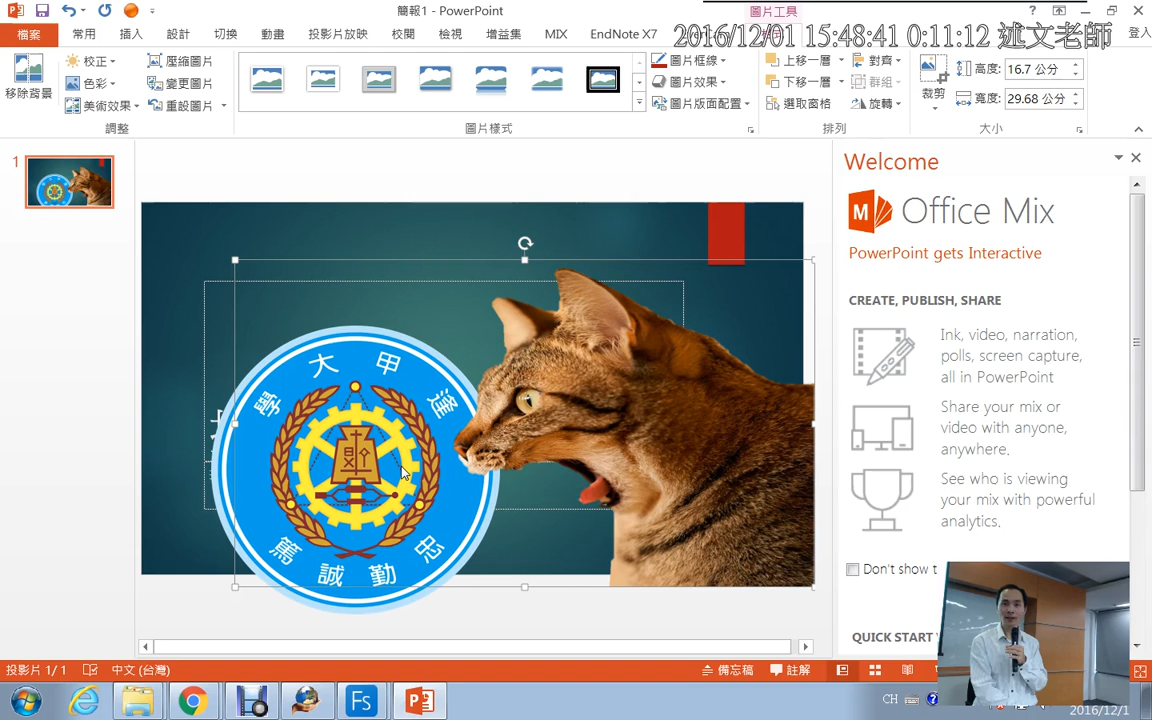 簡報1 - PowerPoint
圖片工具
2016/12/01 15:48:41 0:11:12 述文老師
檔案 常用 插入 設計 切換 動畫 投影片放映 校閱 檢視 增益集 MIX EndNote X7
登入
移除背景
校正
色彩
美術效果
壓縮圖片
變更圖片
重設圖片
圖片框線
圖片效果
圖片版面配置
上移一層
下移一層
選取窗格
對齊
群組
旋轉
裁剪
高度: 16.7 公分
寬度: 29.68 公分
調整
圖片樣式
排列
大小
1
Welcome
Office Mix
PowerPoint gets Interactive
CREATE, PUBLISH, SHARE
Ink, video, narration,
polls, screen capture,
all in PowerPoint
Share your mix or
video with anyone,
anywhere.
See who is viewing
your mix with powerful
analytics.
Don't show t
QUICK START
學大甲逢
篤誠勤忠
投影片 1/1 中文 (台灣) 備忘稿 註解
Fs
CH
2016/12/1